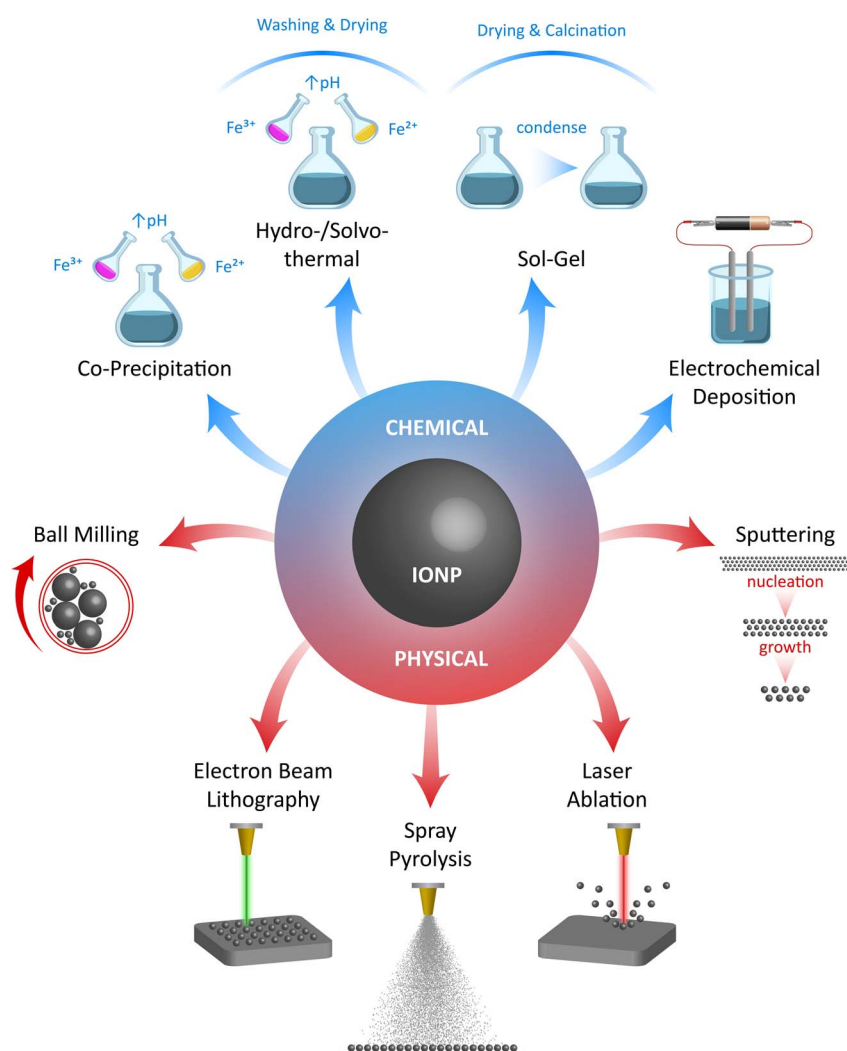 Washing & Drying
Drying & Calcination
↑pH
Fe³⁺
Fe²⁺
condense
Hydro-/Solvo-
thermal
Sol-Gel
↑pH
Fe³⁺
Fe²⁺
Co-Precipitation
Electrochemical
Deposition
CHEMICAL
IONP
PHYSICAL
Ball Milling
Sputtering
nucleation
growth
Electron Beam
Lithography
Spray
Pyrolysis
Laser
Ablation